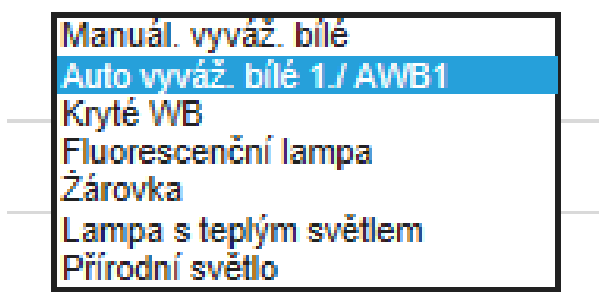 Manuál. vyváž. bílé
Auto vyváž. bílé 1./ AWB1
Kryté WB
Fluorescenční lampa
Žárovka
Lampa s teplým světlem
Přírodní světlo